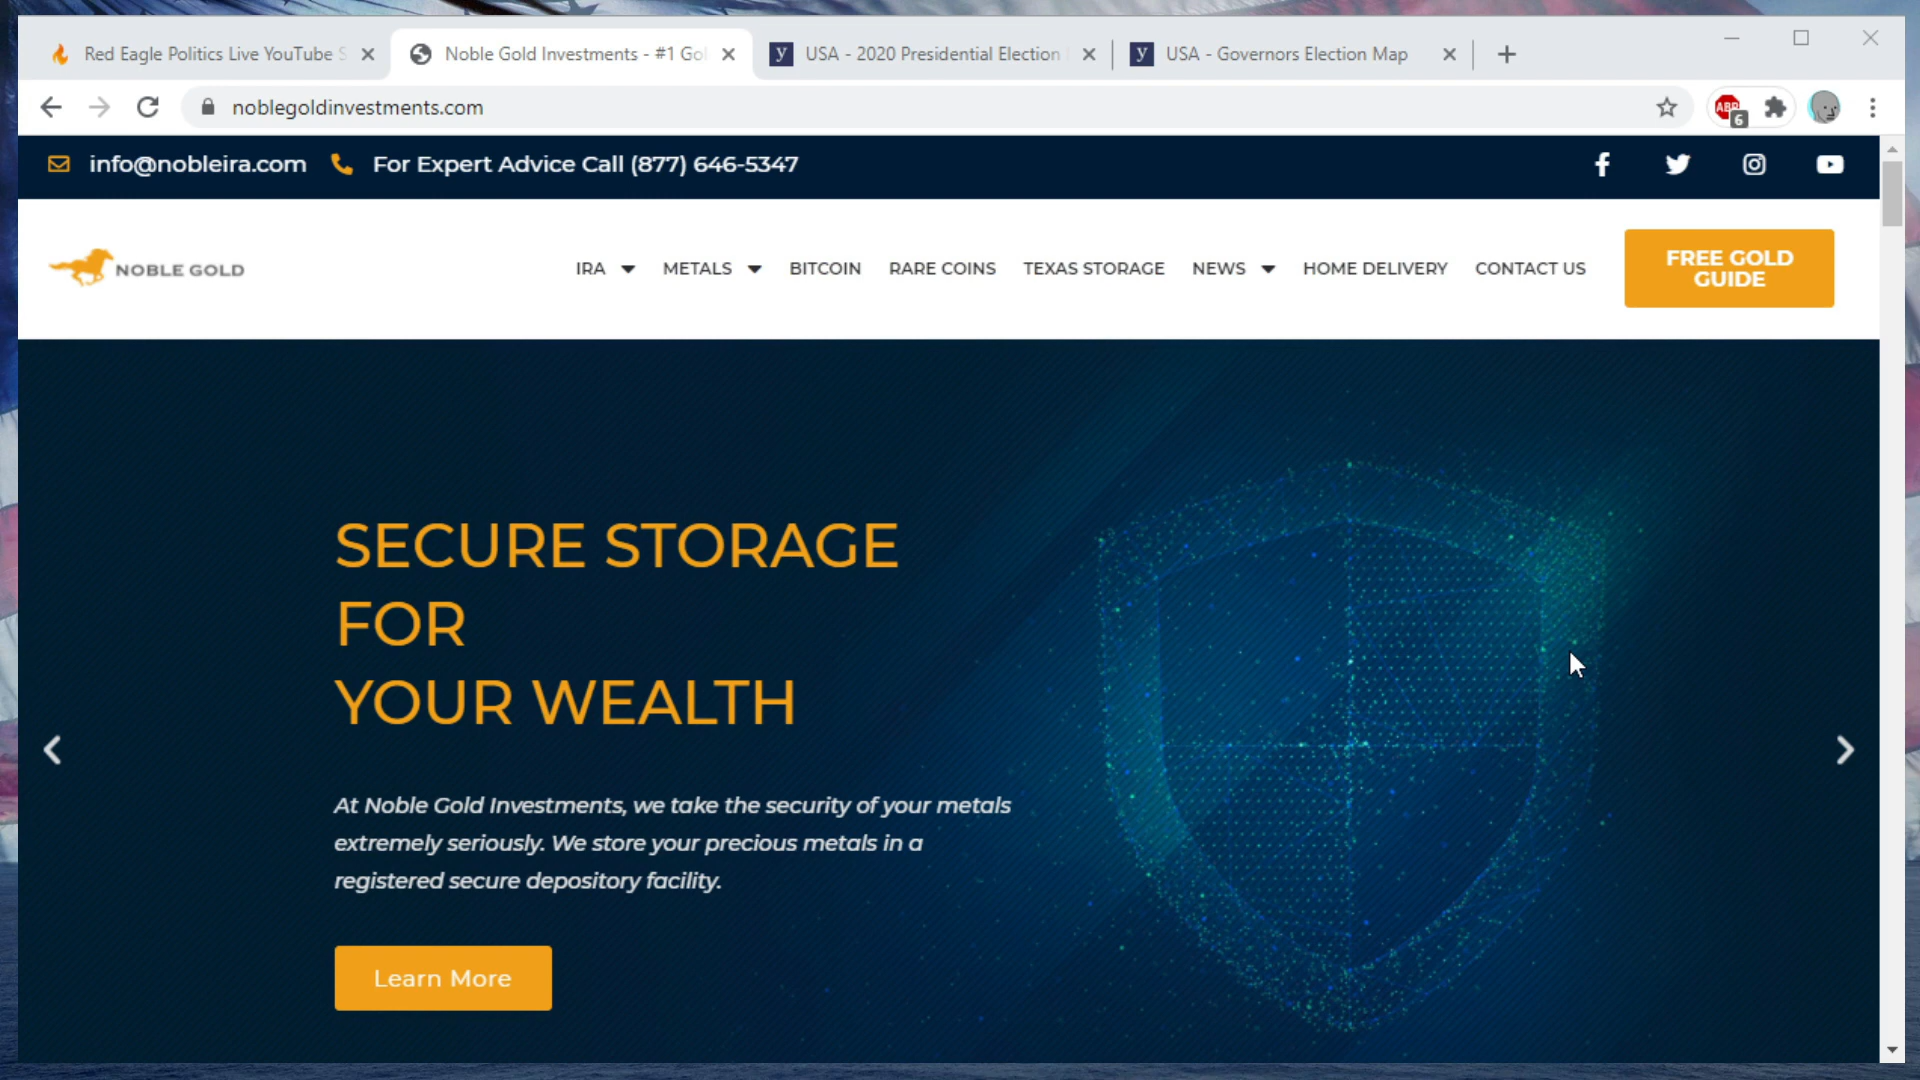 Red Eagle Politics Live YouTube S
Noble Gold Investments - #1 Gol
USA - 2020 Presidential Election
USA - Governors Election Map
noblegoldinvestments.com
ABP
6
info@nobleira.com
For Expert Advice Call (877) 646-5347
NOBLE GOLD
IRA
METALS
BITCOIN
RARE COINS
TEXAS STORAGE
NEWS
HOME DELIVERY
CONTACT US
FREE GOLD
GUIDE
SECURE STORAGE
FOR
YOUR WEALTH
At Noble Gold Investments, we take the security of your metals
extremely seriously. We store your precious metals in a
registered secure depository facility.
Learn More